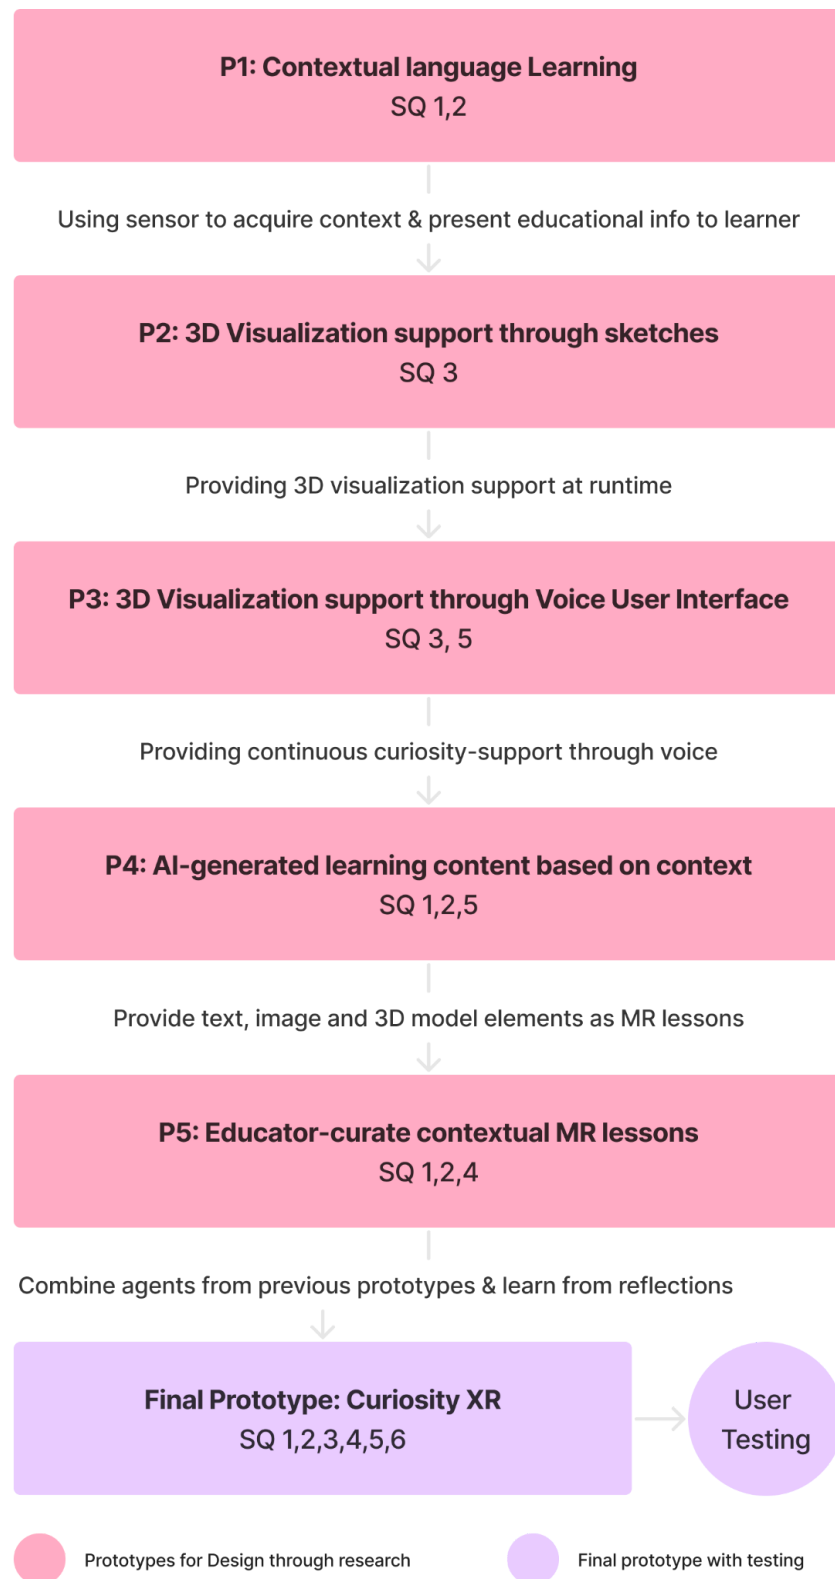 P1: Contextual language Learning
SQ 1,2
Using sensor to acquire context & present educational info to learner
P2: 3D Visualization support through sketches
SQ 3
Providing 3D visualization support at runtime
P3: 3D Visualization support through Voice User Interface
SQ 3, 5
Providing continuous curiosity-support through voice
P4: AI-generated learning content based on context
SQ 1,2,5
Provide text, image and 3D model elements as MR lessons
P5: Educator-curate contextual MR lessons
SQ 1,2,4
Combine agents from previous prototypes & learn from reflections
Final Prototype: Curiosity XR
SQ 1,2,3,4,5,6
User
Testing
Prototypes for Design through research
Final prototype with testing